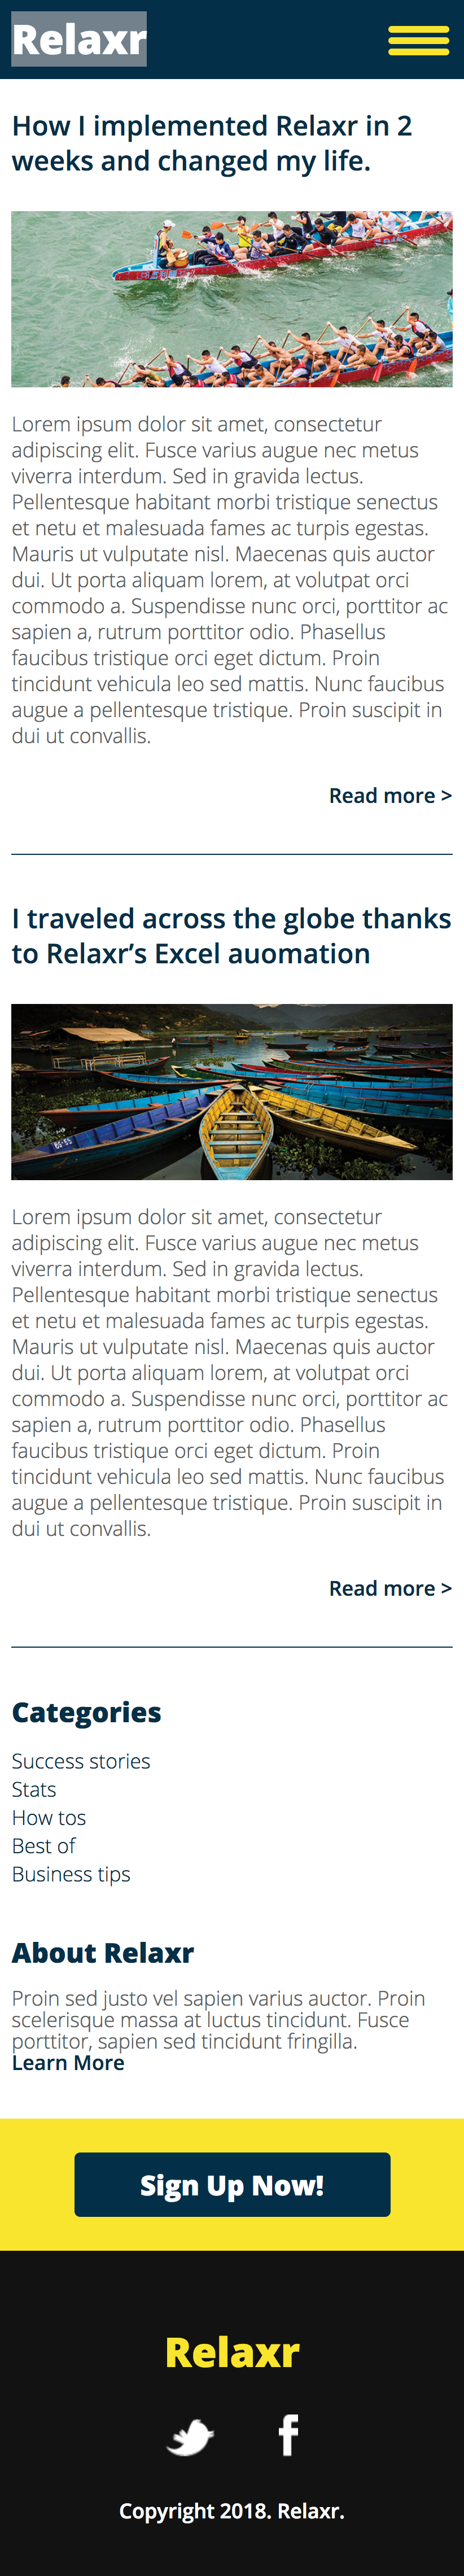 Relaxr
How I implemented Relaxr in 2
weeks and changed my life.
Lorem ipsum dolor sit amet, consectetur
adipiscing elit. Fusce varius augue nec metus
viverra interdum. Sed in gravida lectus.
Pellentesque habitant morbi tristique senectus
et netu et malesuada fames ac turpis egestas.
Mauris ut vulputate nisl. Maecenas quis auctor
dui. Ut porta aliquam lorem, at volutpat orci
commodo a. Suspendisse nunc orci, porttitor ac
sapien a, rutrum porttitor odio. Phasellus
faucibus tristique orci eget dictum. Proin
tincidunt vehicula leo sed mattis. Nunc faucibus
augue a pellentesque tristique. Proin suscipit in
dui ut convallis.
Read more >
I traveled across the globe thanks
to Relaxr’s Excel auomation
Lorem ipsum dolor sit amet, consectetur
adipiscing elit. Fusce varius augue nec metus
viverra interdum. Sed in gravida lectus.
Pellentesque habitant morbi tristique senectus
et netu et malesuada fames ac turpis egestas.
Mauris ut vulputate nisl. Maecenas quis auctor
dui. Ut porta aliquam lorem, at volutpat orci
commodo a. Suspendisse nunc orci, porttitor ac
sapien a, rutrum porttitor odio. Phasellus
faucibus tristique orci eget dictum. Proin
tincidunt vehicula leo sed mattis. Nunc faucibus
augue a pellentesque tristique. Proin suscipit in
dui ut convallis.
Read more >
Categories
Success stories
Stats
How tos
Best of
Business tips
About Relaxr
Proin sed justo vel sapien varius auctor. Proin
scelerisque massa at luctus tincidunt. Fusce
porttitor, sapien sed tincidunt fringilla.
Learn More
Sign Up Now!
Relaxr
Copyright 2018. Relaxr.